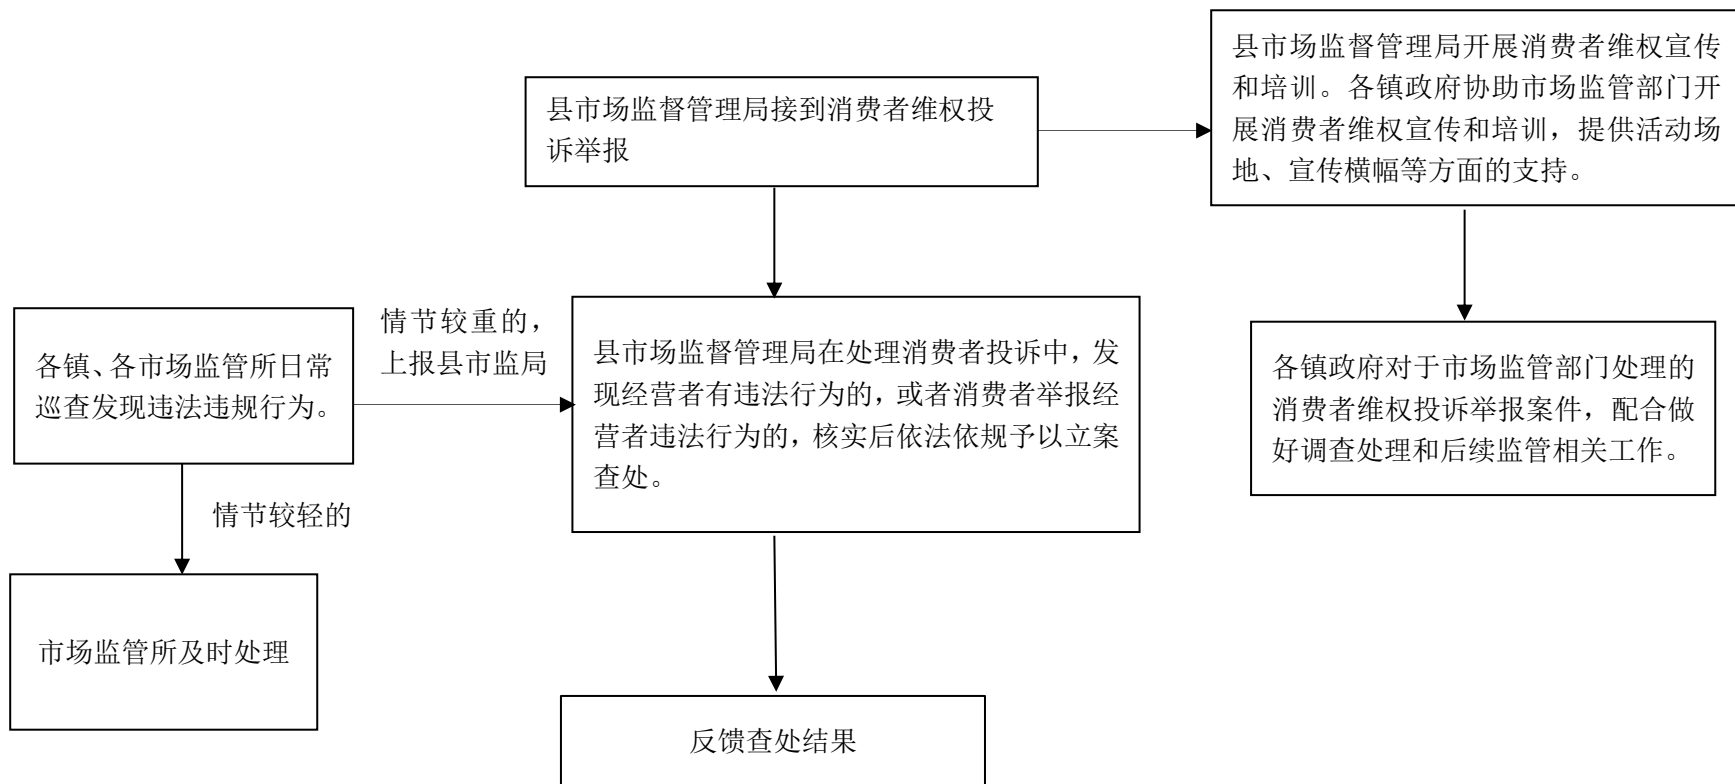 县市场监督管理局接到消费者维权投
诉举报
县市场监督管理局开展消费者维权宣传
和培训。各镇政府协助市场监管部门开
展消费者维权宣传和培训，提供活动场
地、宣传横幅等方面的支持。
各镇、各市场监管所日常
巡查发现违法违规行为。
情节较重的，
上报县市监局
县市场监督管理局在处理消费者投诉中，发
现经营者有违法行为的，或者消费者举报经
营者违法行为的，核实后依法依规予以立案
查处。
各镇政府对于市场监管部门处理的
消费者维权投诉举报案件，配合做
好调查处理和后续监管相关工作。
情节较轻的
市场监管所及时处理
反馈查处结果